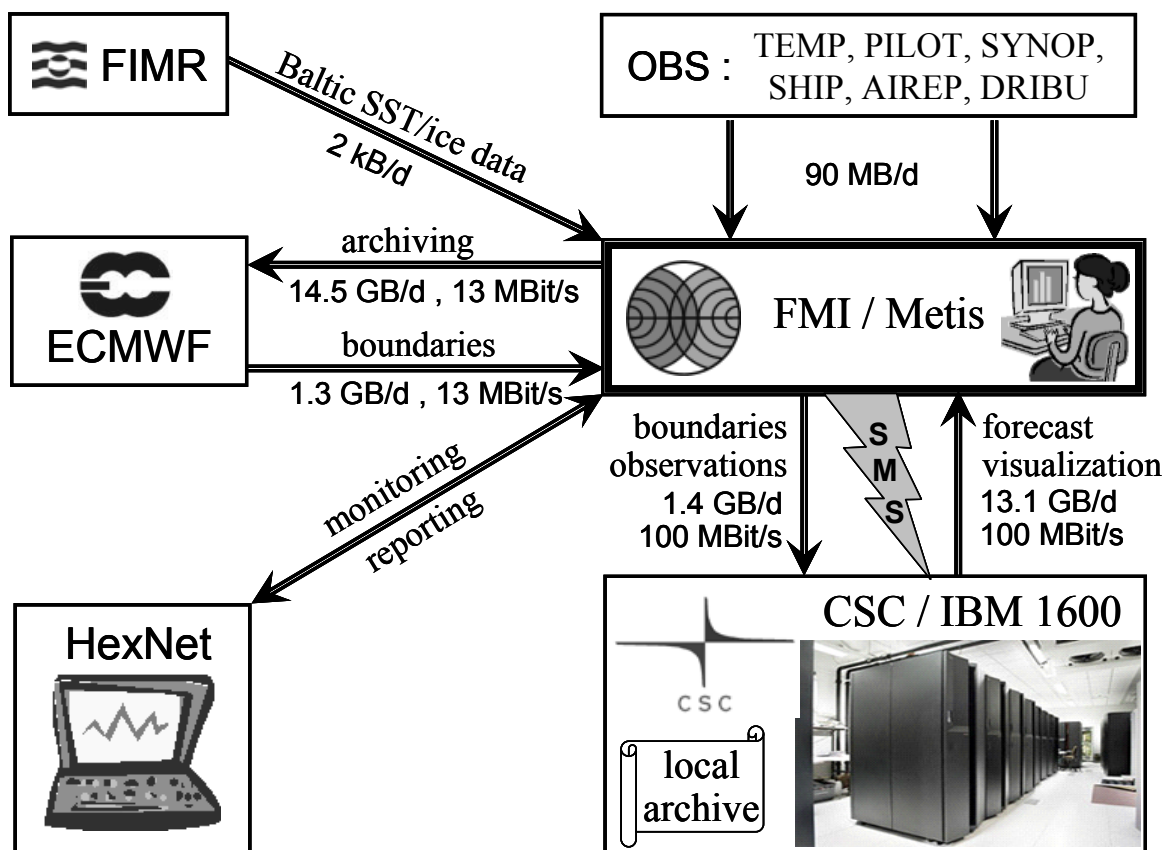 FIMR
OBS : TEMP, PILOT, SYNOP,
SHIP, AIREP, DRIBU
Baltic SST/ice data
2 kB/d
90 MB/d
archiving
14.5 GB/d , 13 MBit/s
ECMWF
boundaries
1.3 GB/d , 13 MBit/s
FMI / Metis
monitoring
reporting
boundaries
observations
1.4 GB/d
100 MBit/s
S
M
S
forecast
visualization
13.1 GB/d
100 MBit/s
HexNet
CSC / IBM 1600
CSC
local
archive